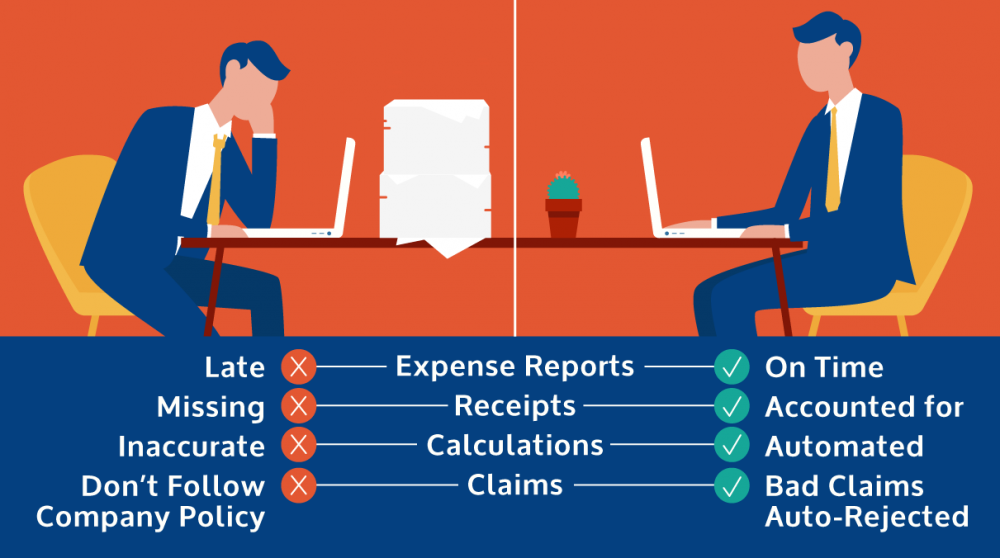 Late Expense Reports On Time
Missing Receipts Accounted for
Inaccurate Calculations Automated
Don't Follow Claims Bad Claims
Company Policy Auto-Rejected